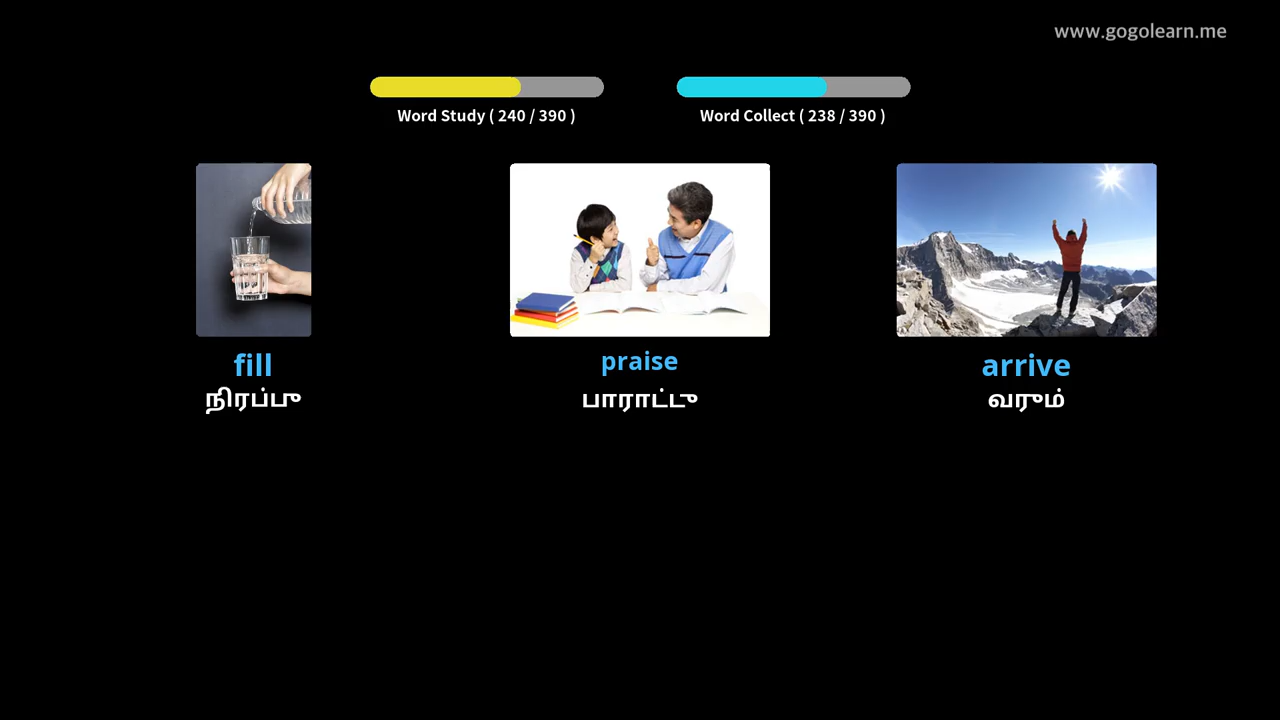 www.gogolearn.me
Word Study ( 240 / 390 )
Word Collect ( 238 / 390 )
fill
நிரப்பு
praise
பாராட்டு
arrive
வரும்